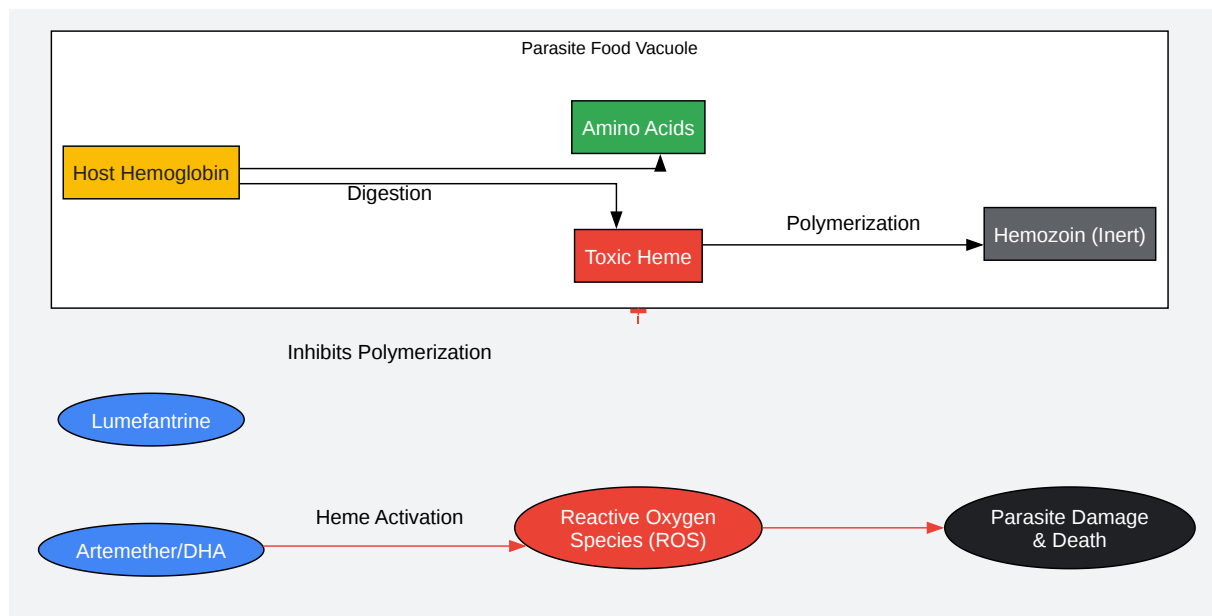 Parasite Food Vacuole
Amino Acids
Host Hemoglobin
Digestion
Polymerization
Hemozoin (Inert)
Toxic Heme
Inhibits Polymerization
Lumefantrine
Heme Activation
Artemether/DHA
Reactive Oxygen
Species (ROS)
Parasite Damage
& Death